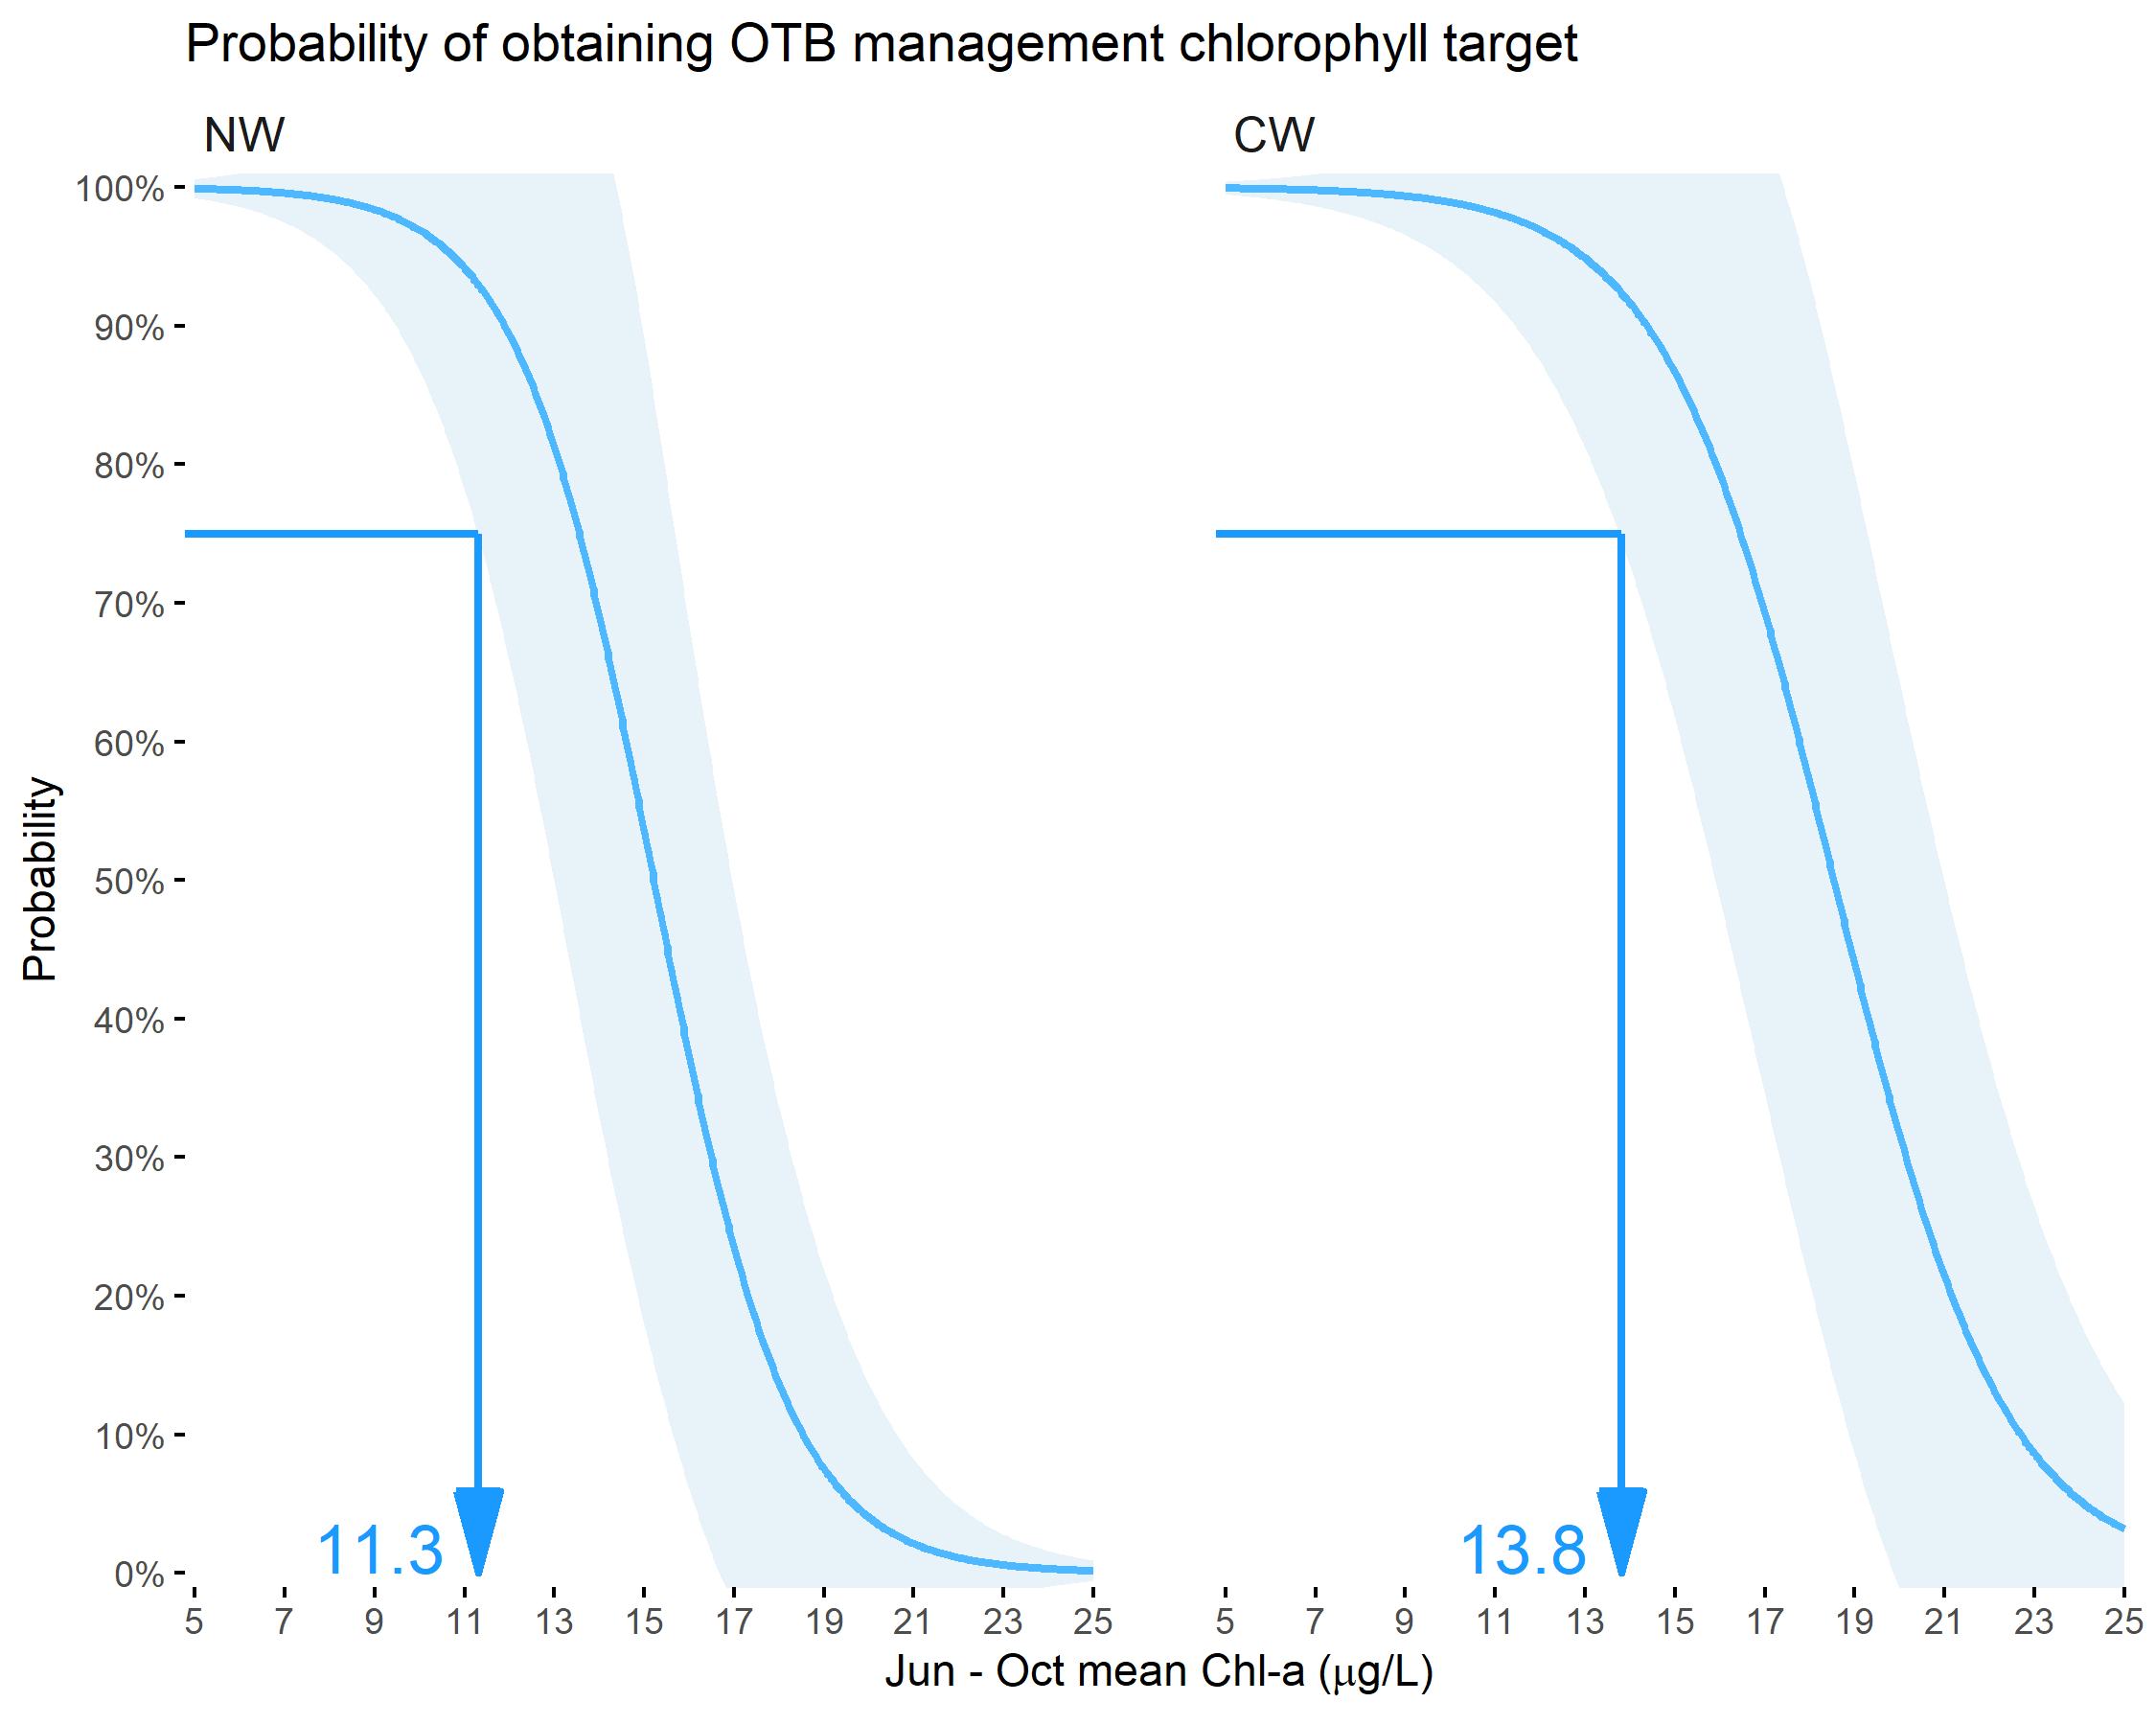 Probability of obtaining OTB management chlorophyll target
NW
CW
Probability
100%
90%
80%
70%
60%
50%
40%
30%
20%
10%
0%
11.3
13.8
5 7 9 11 13 15 17 19 21 23 25
5 7 9 11 13 15 17 19 21 23 25
Jun - Oct mean Chl-a (μg/L)